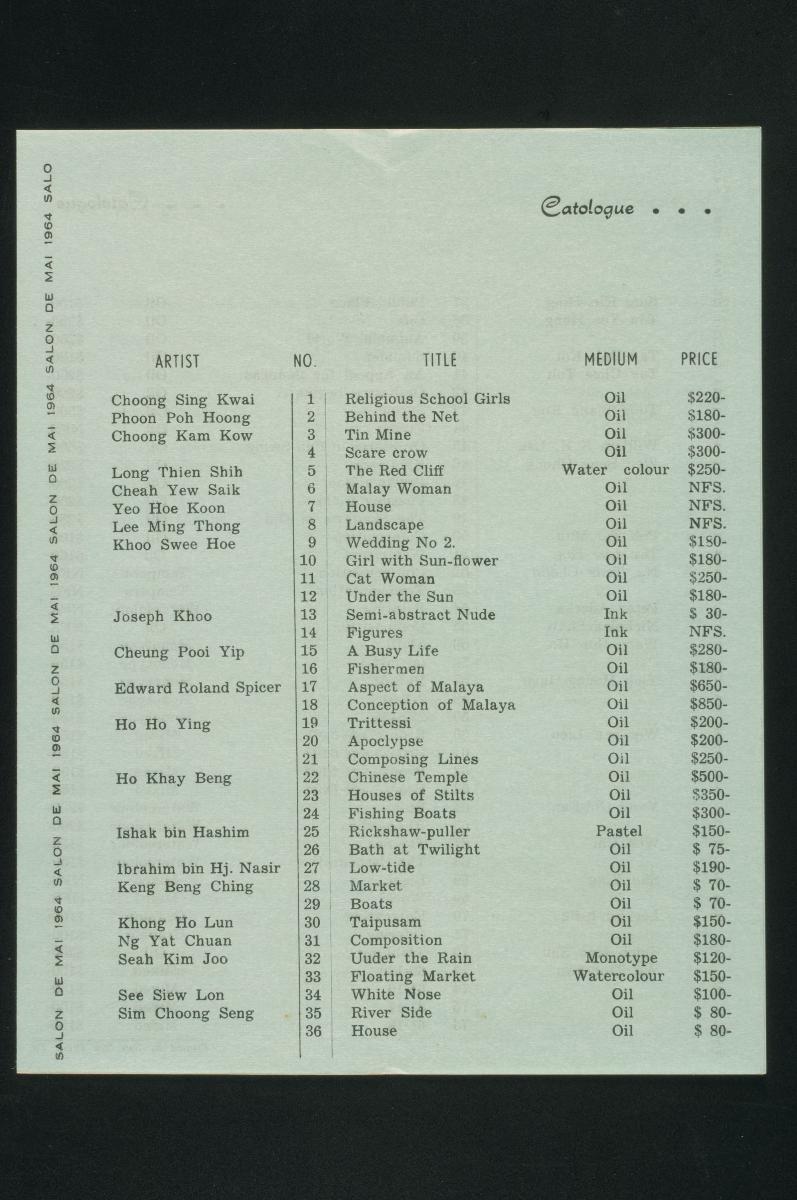 SALON DE MAI 1964 SALON DE MAI 1964 SALON DE MAI 1964 SALON DE MAI 1964 SALON DE MAI 1964 SALO
Catologue . . .
ARTIST NO. TITLE MEDIUM PRICE
Choong Sing Kwai 1 Religious School Girls Oil $220-
Phoon Poh Hoong 2 Behind the Net Oil $180-
Choong Kam Kow 3 Tin Mine Oil $300-
4 Scare crow Oil $300-
Long Thien Shih 5 The Red Cliff Water colour $250-
Cheah Yew Saik 6 Malay Woman Oil NFS.
Yeo Hoe Koon 7 House Oil NFS.
Lee Ming Thong 8 Landscape Oil NFS.
Khoo Swee Hoe 9 Wedding No 2. Oil $180-
10 Girl with Sun-flower Oil $180-
11 Cat Woman Oil $250-
12 Under the Sun Oil $180-
Joseph Khoo 13 Semi-abstract Nude Ink $ 30-
14 Figures Ink NFS.
Cheung Pooi Yip 15 A Busy Life Oil $280-
16 Fishermen Oil $180-
Edward Roland Spicer 17 Aspect of Malaya Oil $650-
18 Conception of Malaya Oil $850-
Ho Ho Ying 19 Trittessi Oil $200-
20 Apoclypse Oil $200-
21 Composing Lines Oil $250-
Ho Khay Beng 22 Chinese Temple Oil $500-
23 Houses of Stilts Oil $350-
24 Fishing Boats Oil $300-
Ishak bin Hashim 25 Rickshaw-puller Pastel $150-
26 Bath at Twilight Oil $ 75-
Ibrahim bin Hj. Nasir 27 Low-tide Oil $190-
Keng Beng Ching 28 Market Oil $ 70-
29 Boats Oil $ 70-
Khong Ho Lun 30 Taipusam Oil $150-
Ng Yat Chuan 31 Composition Oil $180-
Seah Kim Joo 32 Uuder the Rain Monotype $120-
33 Floating Market Watercolour $150-
See Siew Lon 34 White Nose Oil $100-
Sim Choong Seng 35 River Side Oil $ 80-
36 House Oil $ 80-